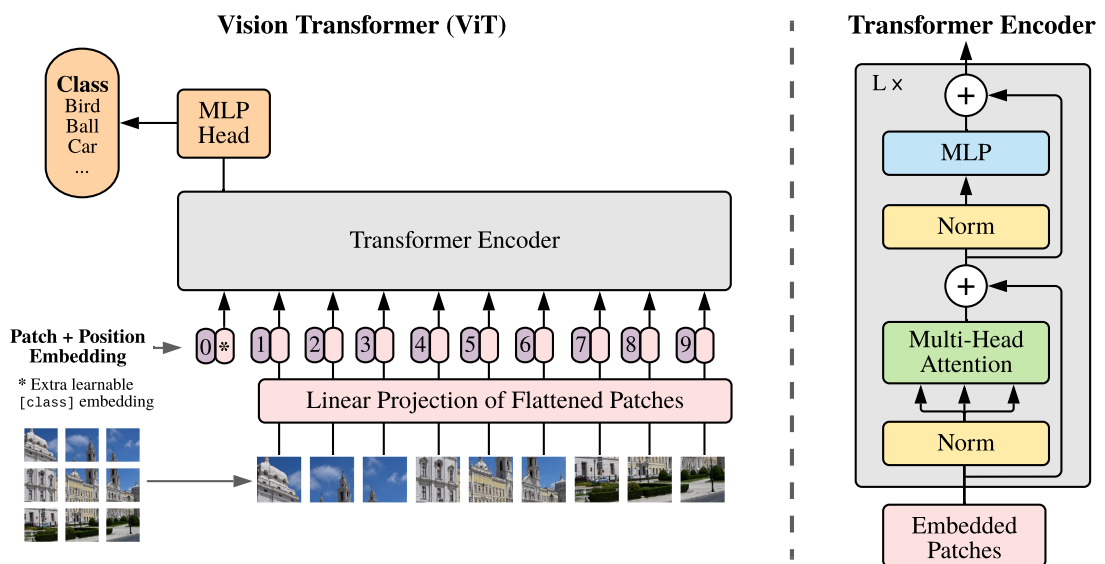 Vision Transformer (ViT)
Class
Bird
Ball
Car
...
MLP
Head
Transformer Encoder
0 * 1 2 3 4 5 6 7 8 9
Patch + Position
Embedding
* Extra learnable
[class] embedding
Linear Projection of Flattened Patches
Transformer Encoder
L x
+
MLP
Norm
+
Multi-Head
Attention
Norm
Embedded
Patches